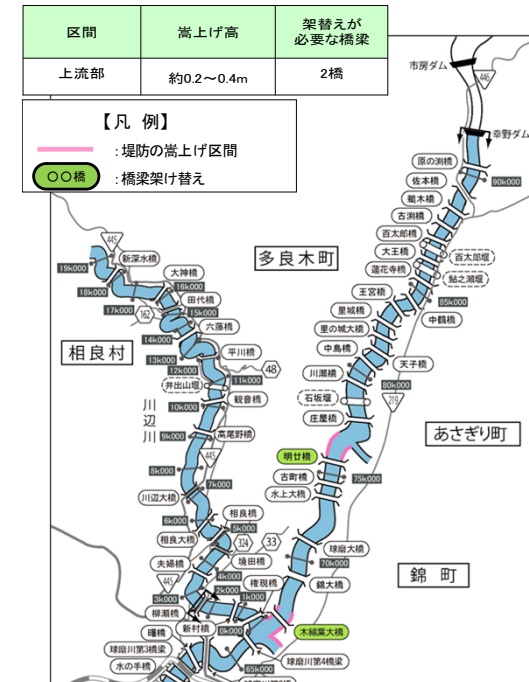 区間 嵩上げ高 架替えが
必要な橋梁
上流部 約0.2～0.4m 2橋
【凡 例】
：堤防の嵩上げ区間
〇〇橋 ：橋梁架け替え
市房ダム
446
幸野ダム
原の渕橋
佐本橋
90k000
鵜木橋
古渕橋
百太郎橋
大王橋
百太郎堰
蓮花寺橋
鮎之瀬堰
王宮橋
85k000
里城橋
中鶴橋
里の城大橋
中島橋
天子橋
川瀬橋
80k000
石坂堰
219
庄屋橋
明廿橋
古町橋
75k000
水上大橋
球磨大橋
70k000
錦大橋
木綿葉大橋
球磨川第4橋梁
65k000
多良木町
あさぎり町
錦 町
相良村
川辺川
445
新深水橋
19k000
大神橋
18k000
16k000
田代橋
17k000
162
15k000
六藤橋
14k000
13k000
平川橋
12k000
48
11k000
井出山堰
観音橋
10k000
9k000
高尾野橋
445
8k000
7k000
川辺大橋
相良橋
6k000
5k000
相良大橋
324
33
境田橋
夫婦橋
4k000
権現橋
445
2k000
3k000
1k000
柳瀬橋
新村橋
0k000
曙橋
球磨川第3橋梁
水の手橋